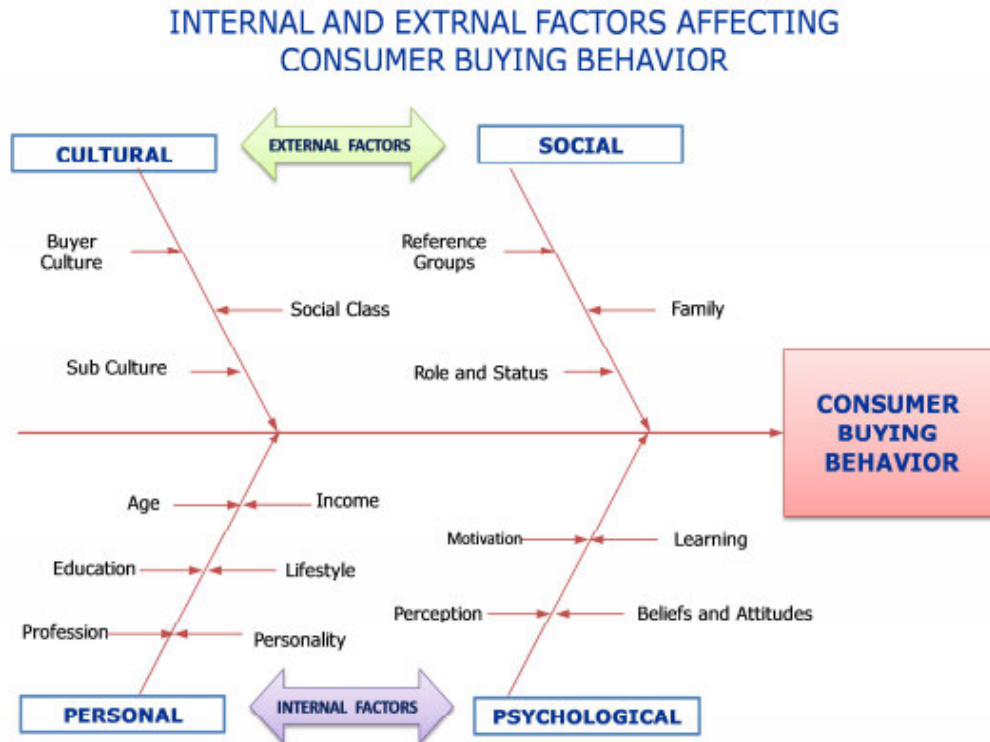 INTERNAL AND EXTRNAL FACTORS AFFECTING
CONSUMER BUYING BEHAVIOR
CULTURAL
EXTERNAL FACTORS
SOCIAL
Buyer
Culture
Reference
Groups
Social Class
Family
Sub Culture
Role and Status
CONSUMER
BUYING
BEHAVIOR
Age
Income
Motivation
Learning
Education
Lifestyle
Perception
Beliefs and Attitudes
Profession
Personality
PERSONAL
INTERNAL FACTORS
PSYCHOLOGICAL